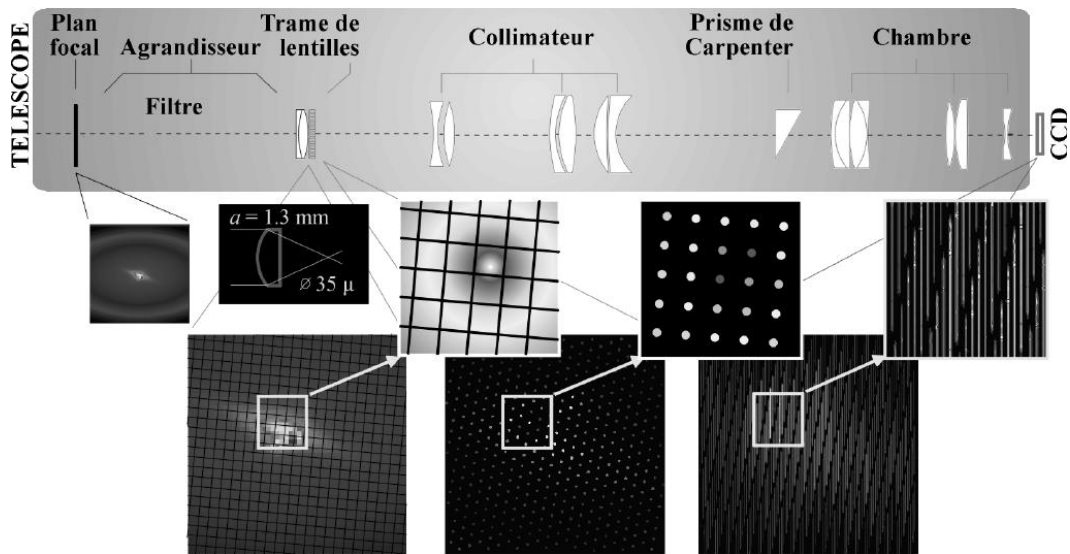 TELESCOPE
Plan
focal
Agrandisseur
Filtre
Trame de
lentilles
Collimateur
Prisme de
Carpenter
Chambre
CCD
a = 1.3 mm
∅ 35 µ